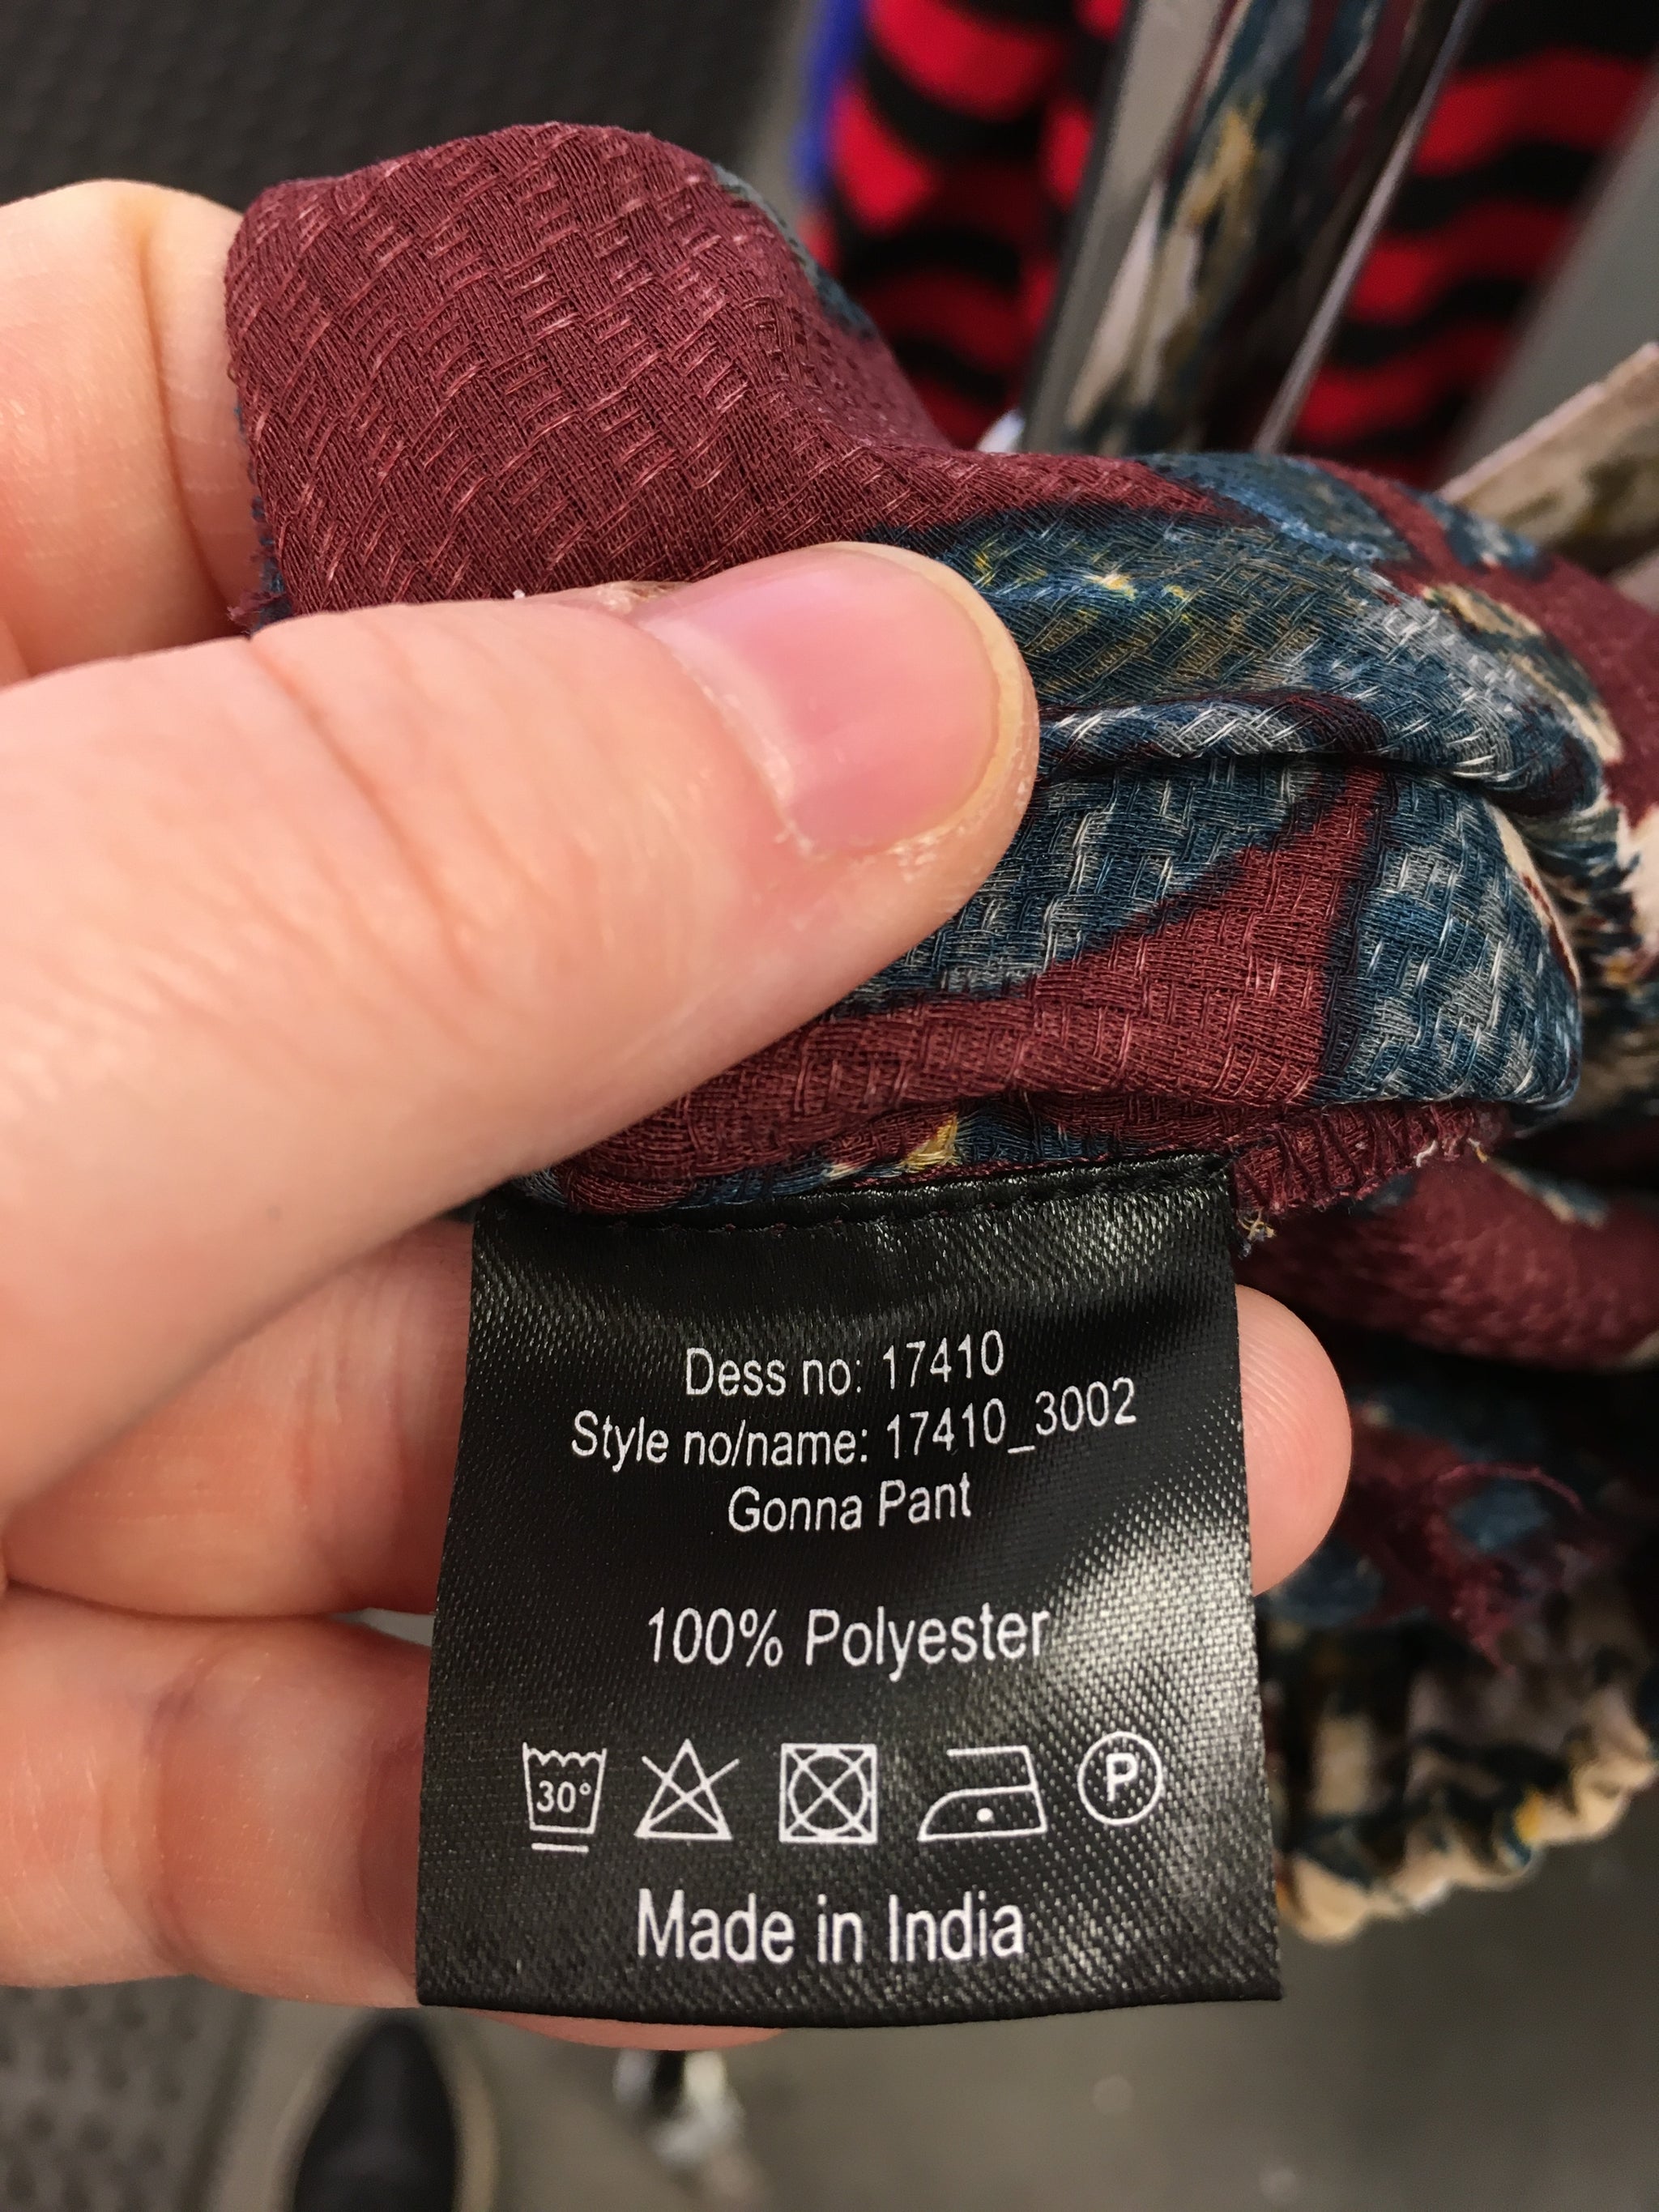 Dess no: 17410
Style no/name: 17410_3002
Gonna Pant
100% Polyester
30° P
Made in India